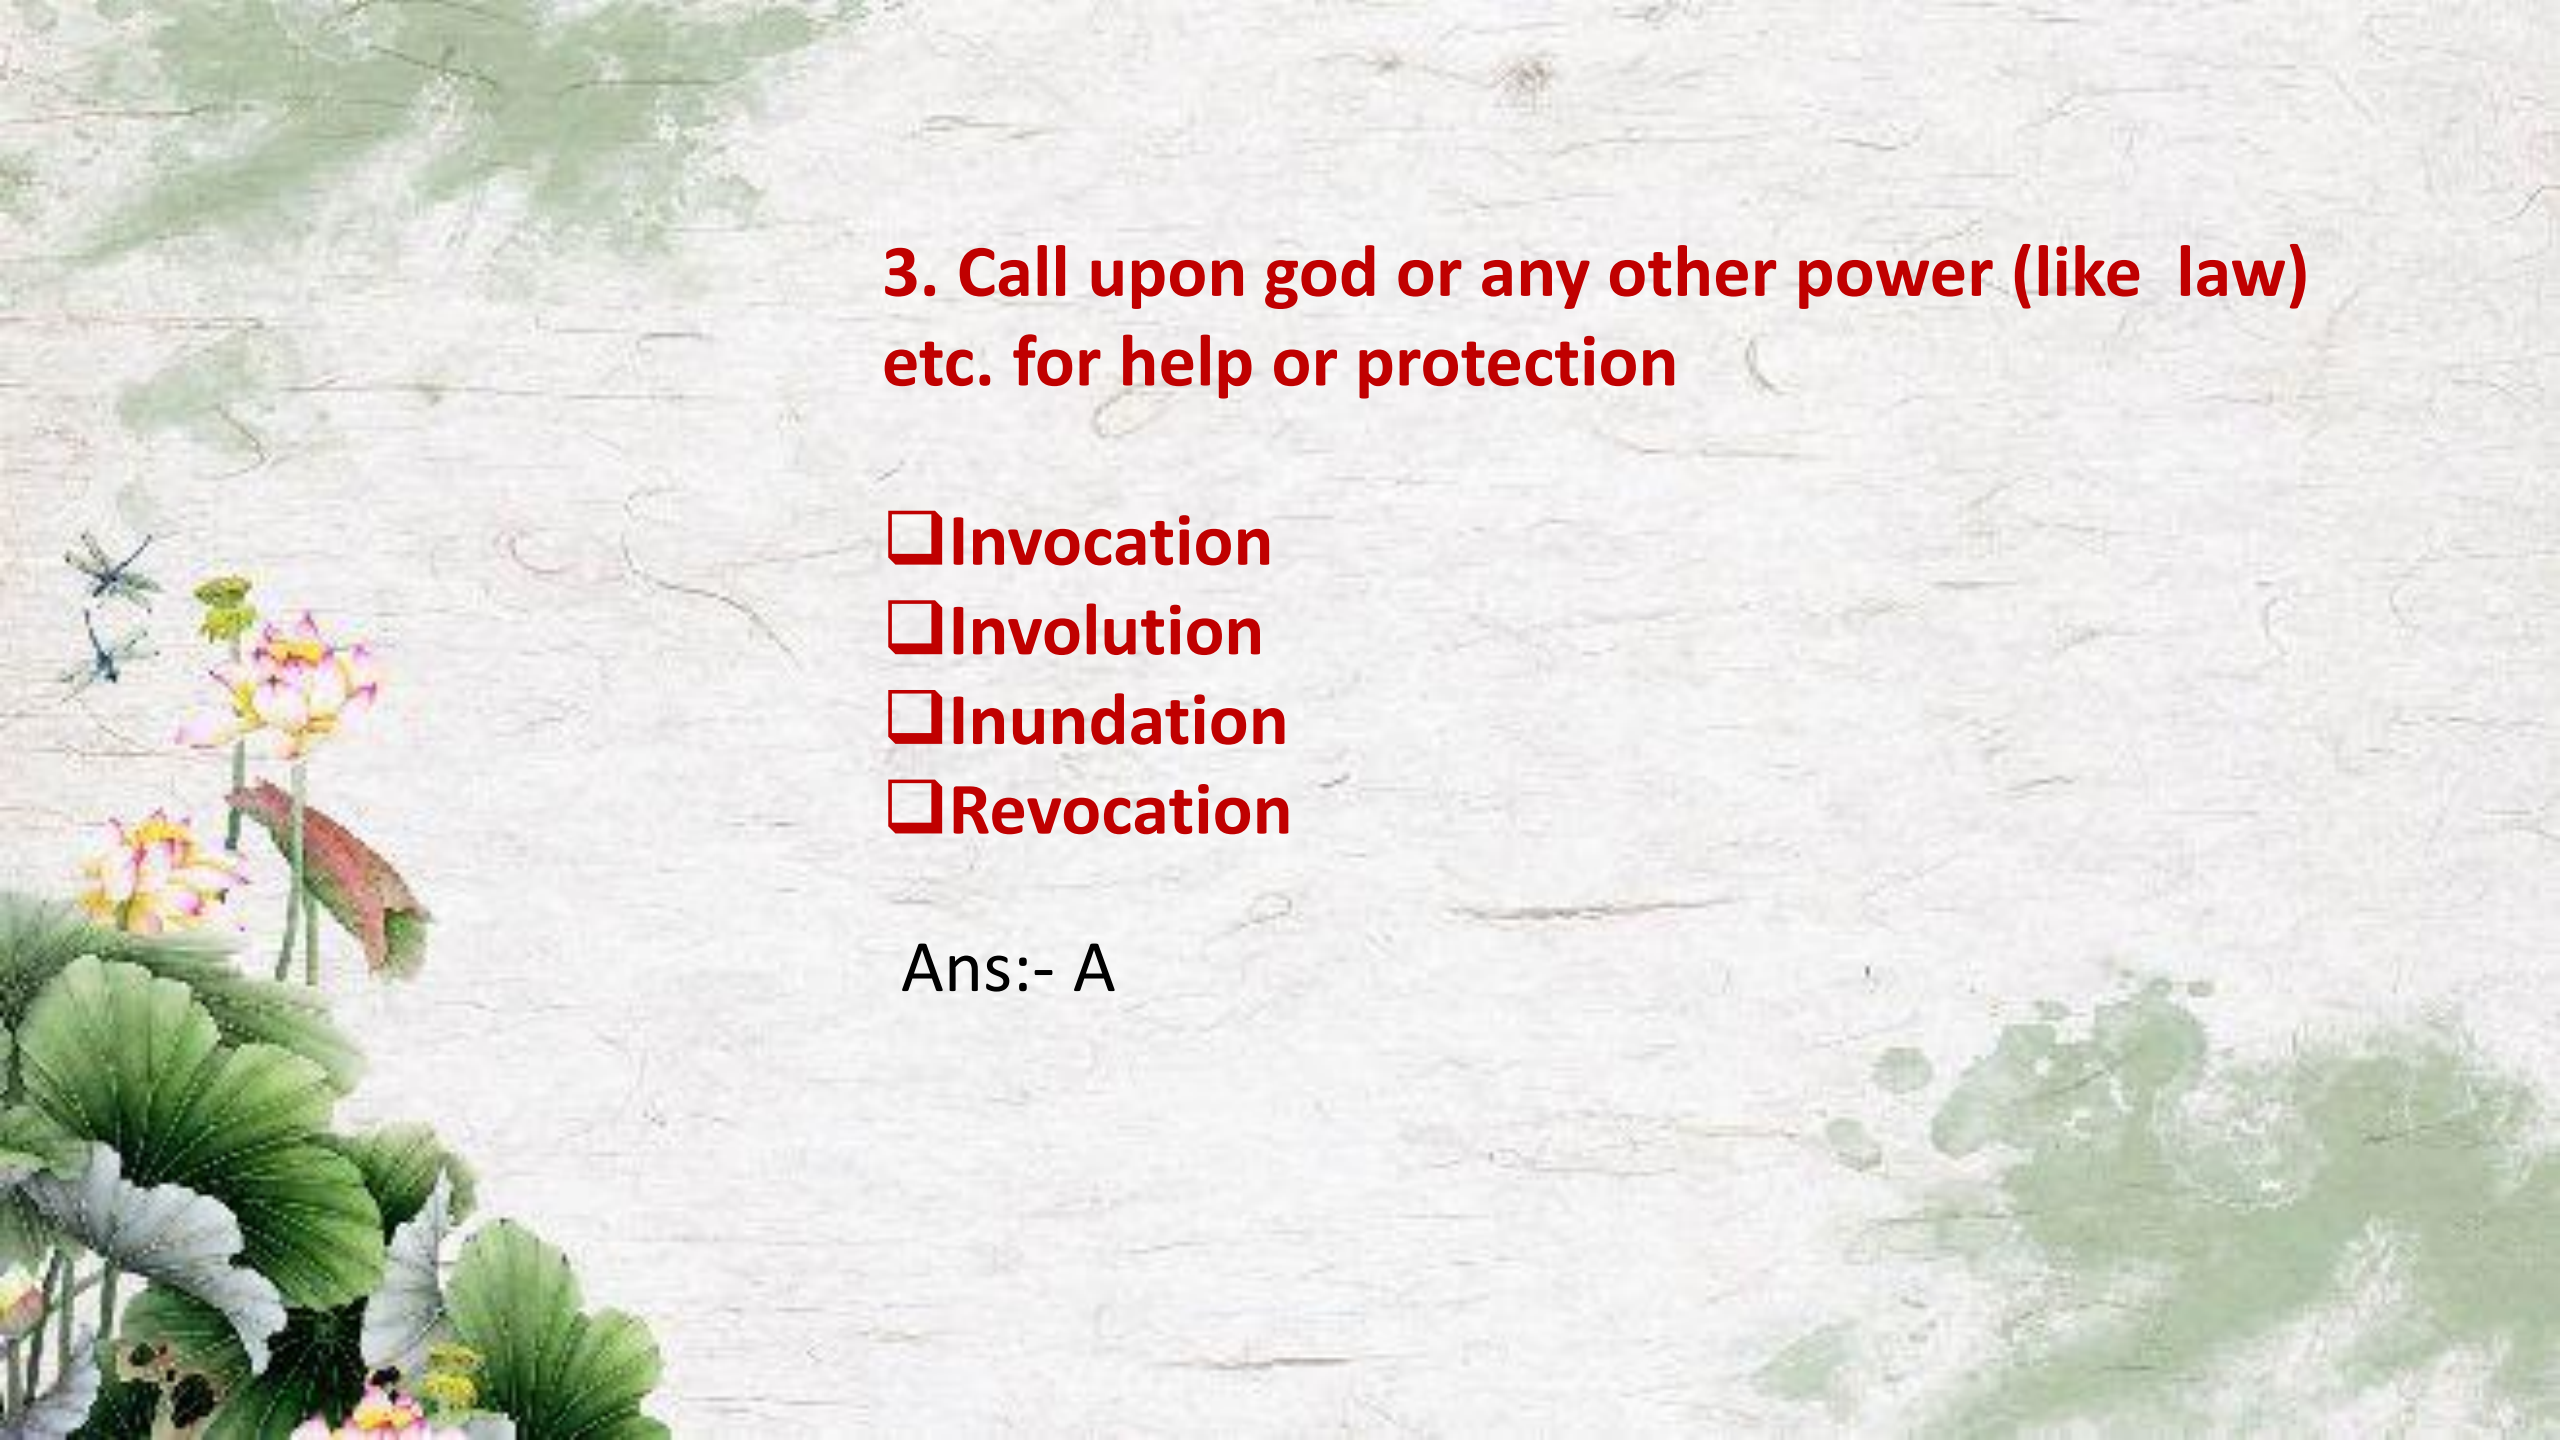 3. Call upon god or any other power (like  law)
etc. for help or protection
❑Invocation
❑Involution
❑Inundation
❑Revocation
Ans:- A